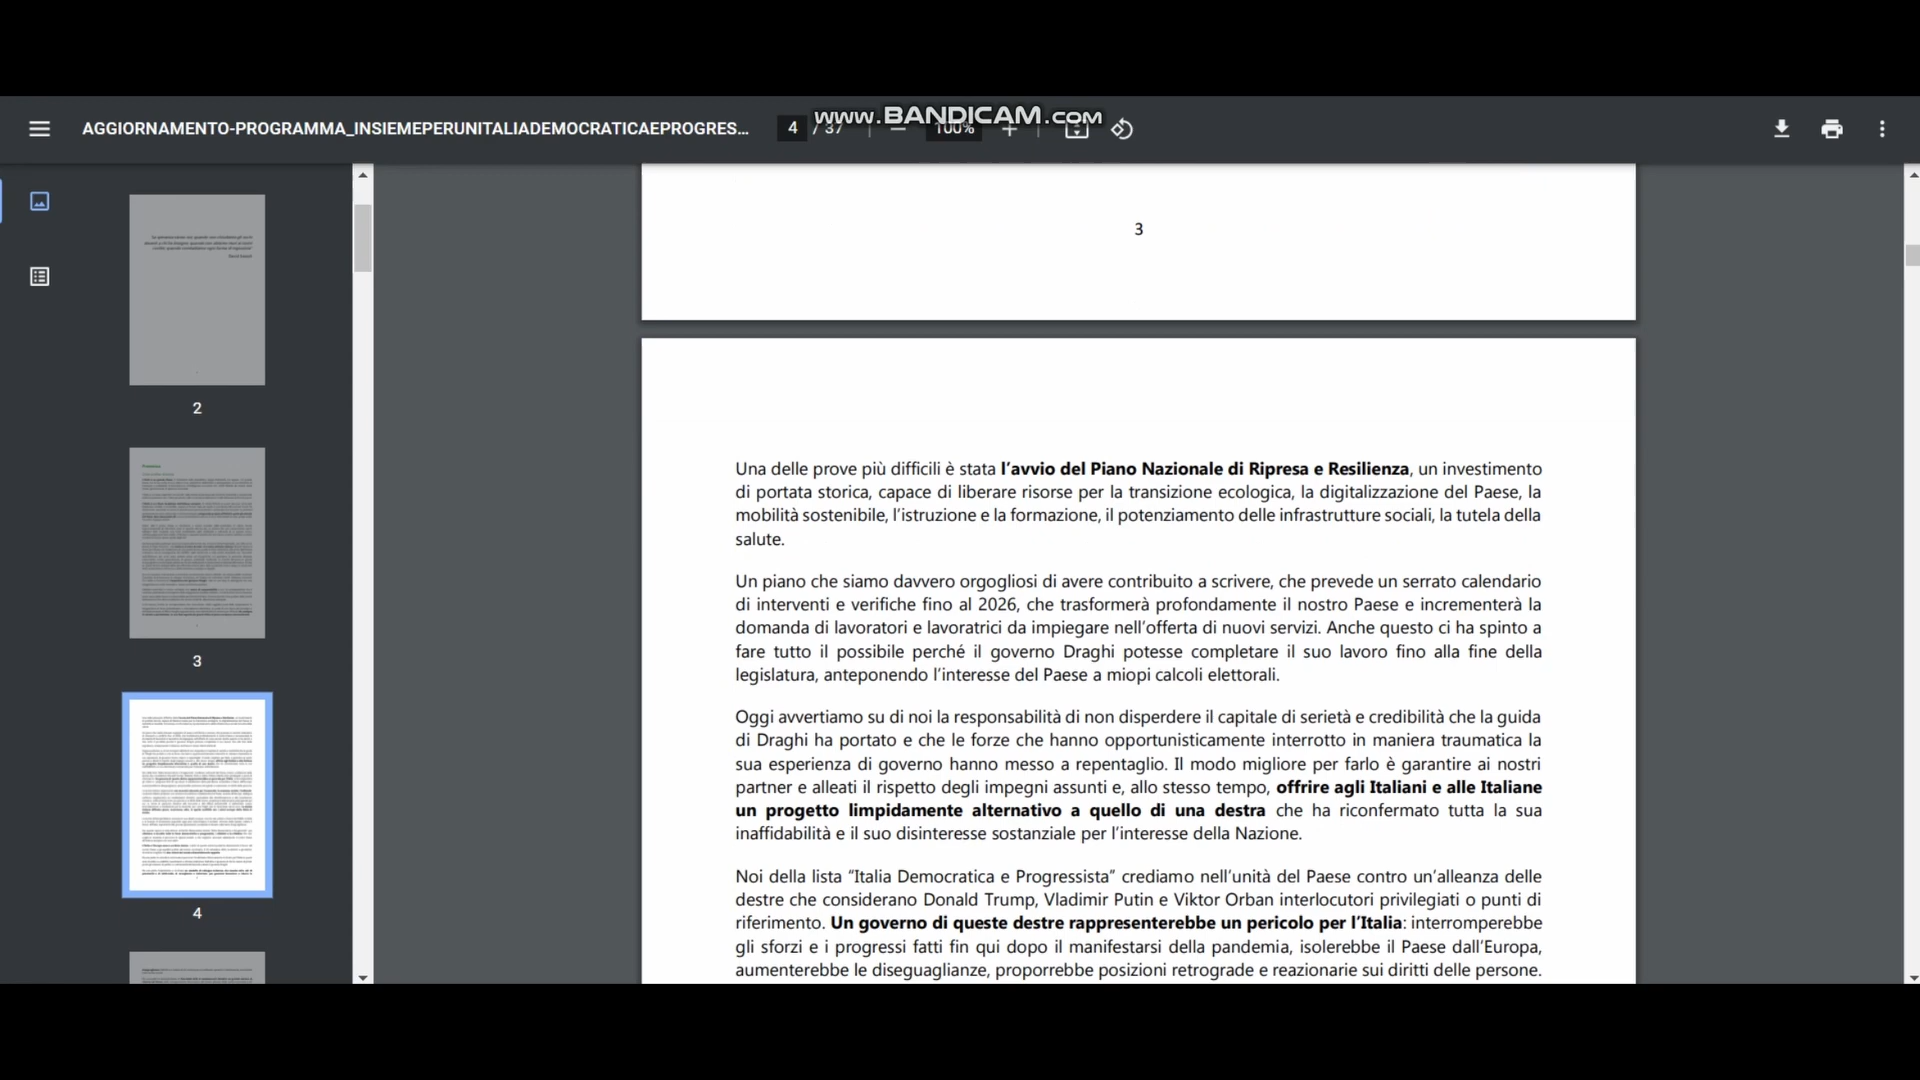 www.BANDICAM.com
AGGIORNAMENTO-PROGRAMMA_INSIEMEPERUNITALIADEMOCRATICAEPROGRES...
4 / 37
100%
2
3
4
3
Una delle prove più difficili è stata l'avvio del Piano Nazionale di Ripresa e Resilienza, un investimento
di portata storica, capace di liberare risorse per la transizione ecologica, la digitalizzazione del Paese, la
mobilità sostenibile, l'istruzione e la formazione, il potenziamento delle infrastrutture sociali, la tutela della
salute.
Un piano che siamo davvero orgogliosi di avere contribuito a scrivere, che prevede un serrato calendario
di interventi e verifiche fino al 2026, che trasformerà profondamente il nostro Paese e incrementerà la
domanda di lavoratori e lavoratrici da impiegare nell'offerta di nuovi servizi. Anche questo ci ha spinto a
fare tutto il possibile perché il governo Draghi potesse completare il suo lavoro fino alla fine della
legislatura, anteponendo l'interesse del Paese a miopi calcoli elettorali.
Oggi avvertiamo su di noi la responsabilità di non disperdere il capitale di serietà e credibilità che la guida
di Draghi ha portato e che le forze che hanno opportunisticamente interrotto in maniera traumatica la
sua esperienza di governo hanno messo a repentaglio. Il modo migliore per farlo è garantire ai nostri
partner e alleati il rispetto degli impegni assunti e, allo stesso tempo, offrire agli Italiani e alle Italiane
un progetto limpidamente alternativo a quello di una destra che ha riconfermato tutta la sua
inaffidabilità e il suo disinteresse sostanziale per l'interesse della Nazione.
Noi della lista “Italia Democratica e Progressista” crediamo nell'unità del Paese contro un'alleanza delle
destre che considerano Donald Trump, Vladimir Putin e Viktor Orban interlocutori privilegiati o punti di
riferimento. Un governo di queste destre rappresenterebbe un pericolo per l'Italia: interromperebbe
gli sforzi e i progressi fatti fin qui dopo il manifestarsi della pandemia, isolerebbe il Paese dall'Europa,
aumenterebbe le diseguaglianze, proporrebbe posizioni retrograde e reazionarie sui diritti delle persone.